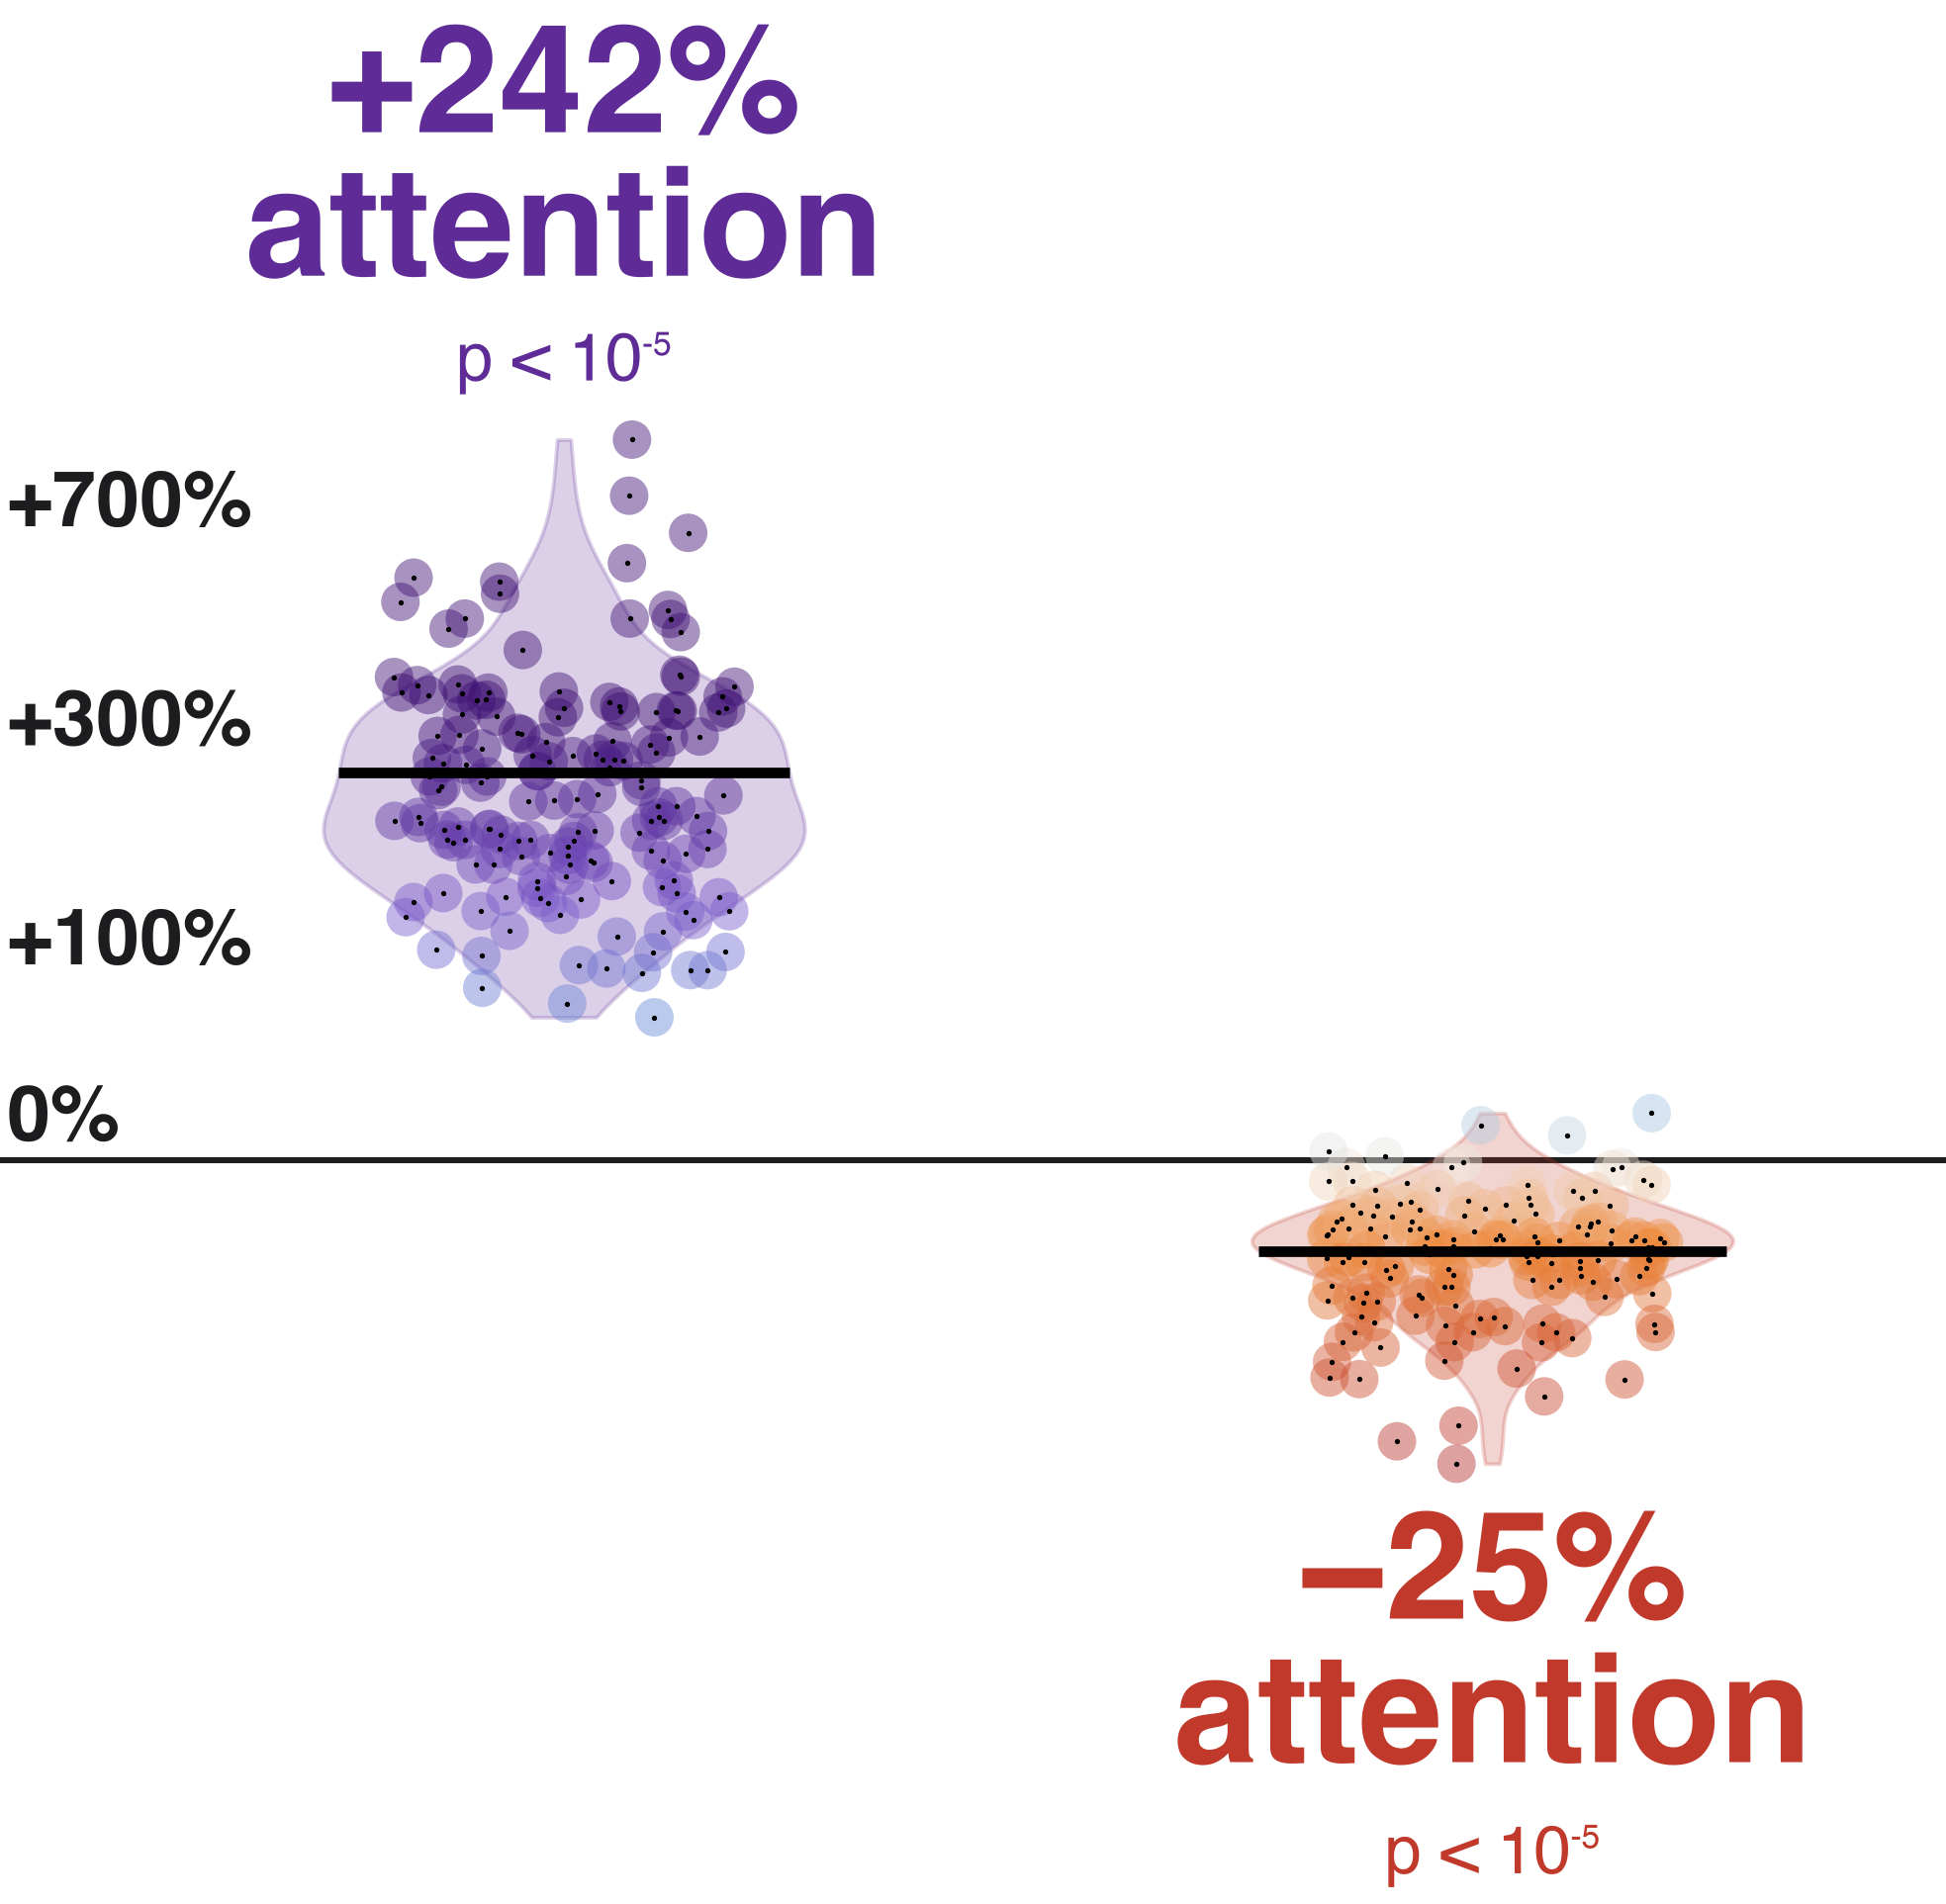 +242%
attention
p < 10⁻⁵
+700%
+300%
+100%
0%
–25%
attention
p < 10⁻⁵